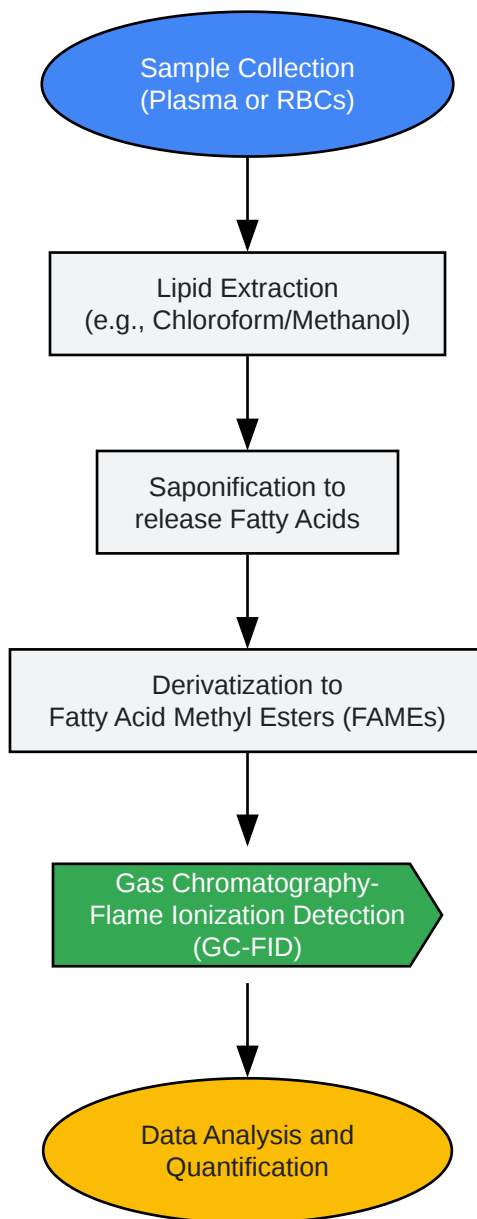 Sample Collection
(Plasma or RBCs)
Lipid Extraction
(e.g., Chloroform/Methanol)
Saponification to
release Fatty Acids
Derivatization to
Fatty Acid Methyl Esters (FAMEs)
Gas Chromatography-
Flame Ionization Detection
(GC-FID)
Data Analysis and
Quantification